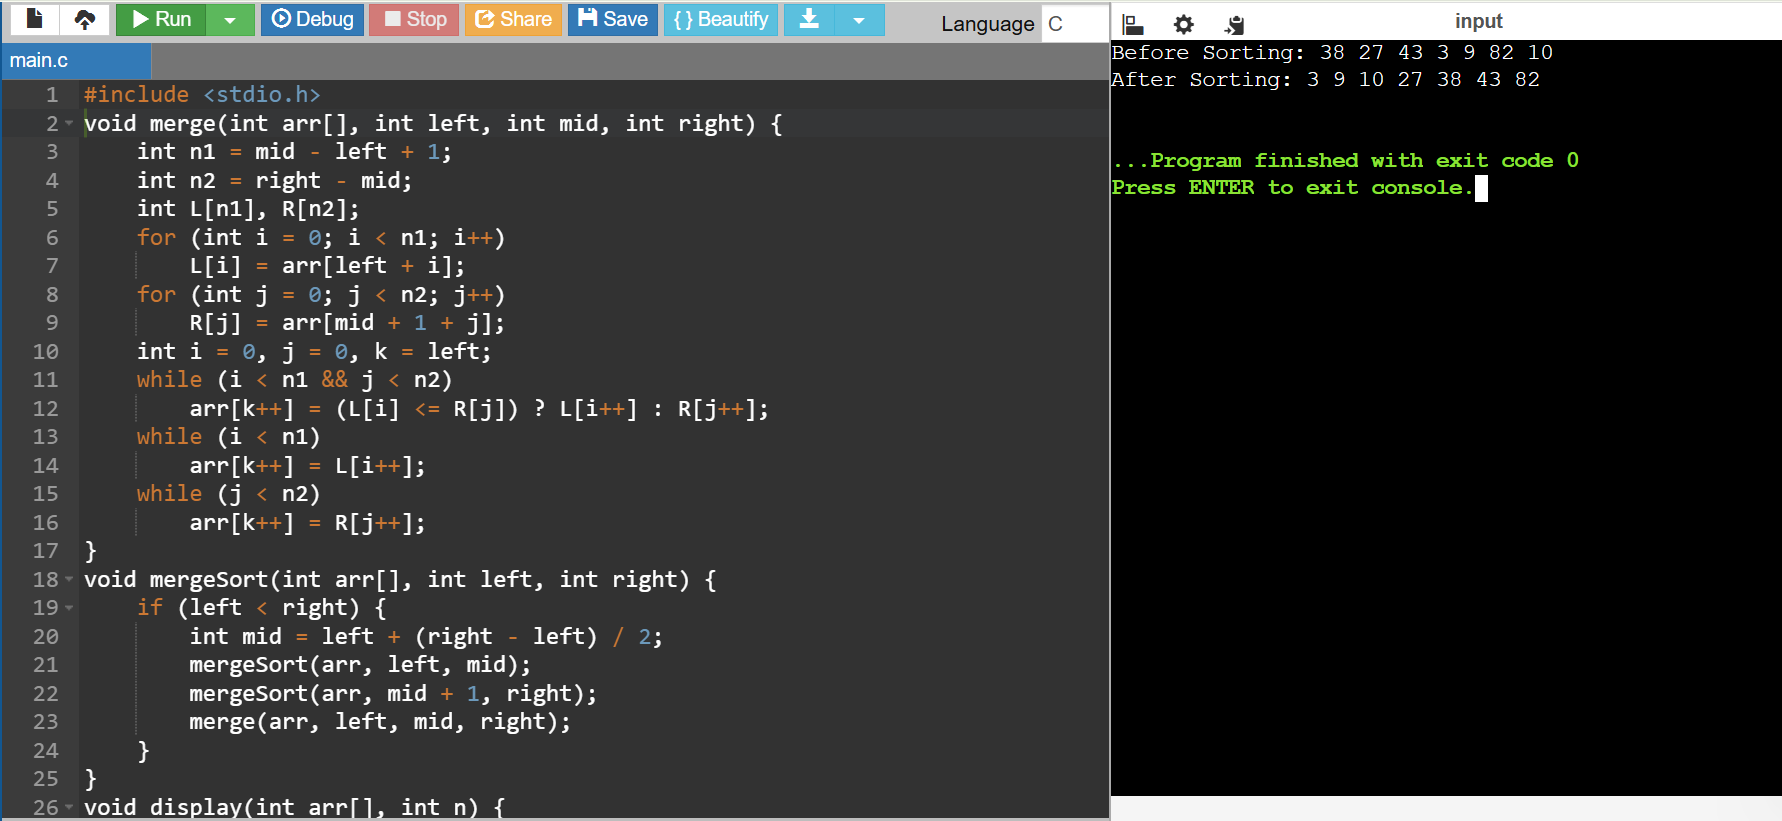 Run Debug Stop Share Save { } Beautify Language C
main.c
1 #include <stdio.h>
2 void merge(int arr[], int left, int mid, int right) {
3     int n1 = mid - left + 1;
4     int n2 = right - mid;
5     int L[n1], R[n2];
6     for (int i = 0; i < n1; i++)
7         L[i] = arr[left + i];
8     for (int j = 0; j < n2; j++)
9         R[j] = arr[mid + 1 + j];
10     int i = 0, j = 0, k = left;
11     while (i < n1 && j < n2)
12         arr[k++] = (L[i] <= R[j]) ? L[i++] : R[j++];
13     while (i < n1)
14         arr[k++] = L[i++];
15     while (j < n2)
16         arr[k++] = R[j++];
17 }
18 void mergeSort(int arr[], int left, int right) {
19     if (left < right) {
20         int mid = left + (right - left) / 2;
21         mergeSort(arr, left, mid);
22         mergeSort(arr, mid + 1, right);
23         merge(arr, left, mid, right);
24     }
25 }
26 void display(int arr[], int n) {
input
Before Sorting: 38 27 43 3 9 82 10
After Sorting: 3 9 10 27 38 43 82
...Program finished with exit code 0
Press ENTER to exit console.